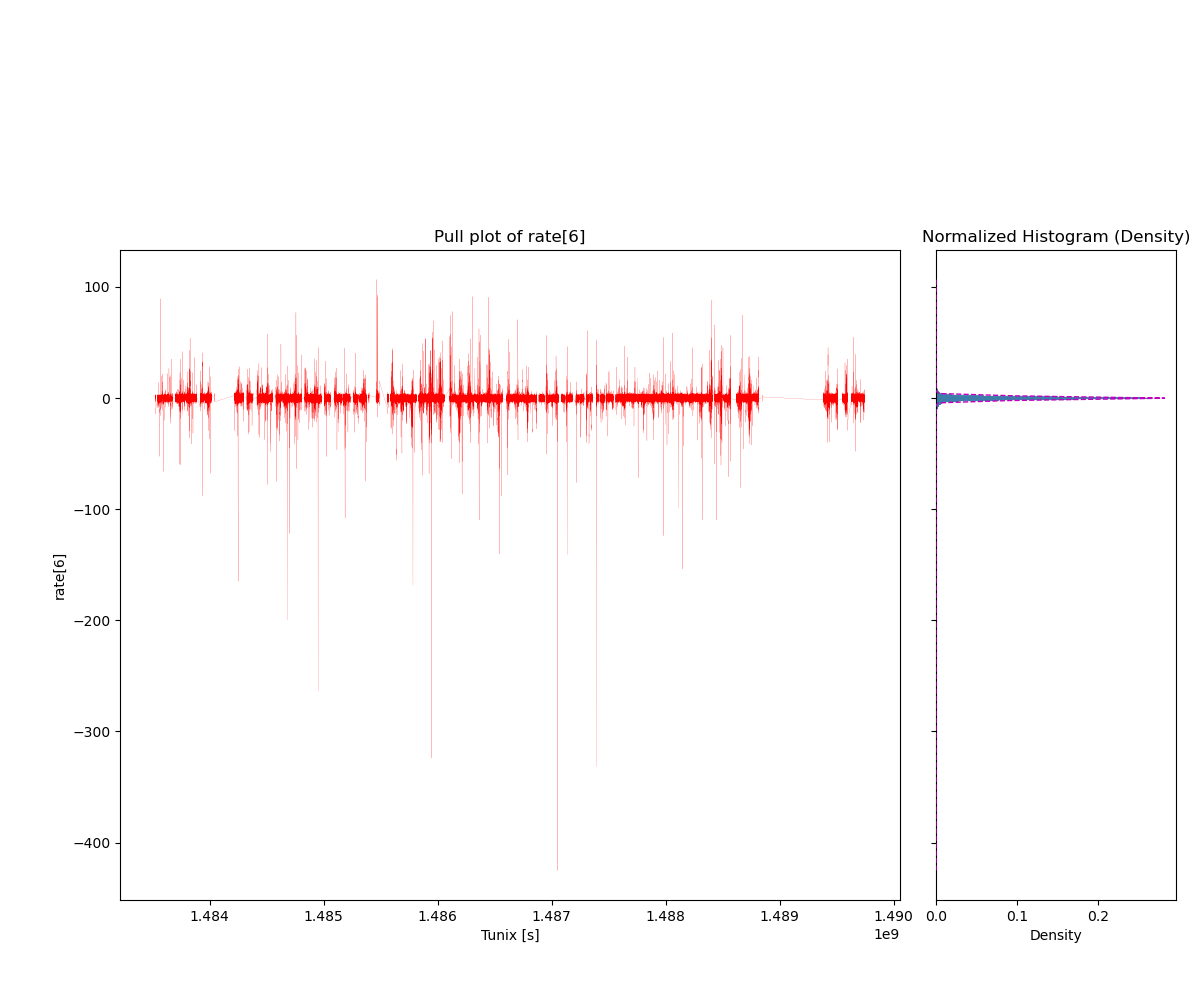 Pull plot of rate[6]
Normalized Histogram (Density)
100
0
−100
−200
−300
−400
rate[6]
1.484
1.485
1.486
1.487
1.488
1.489
1.490
1e9
Tunix [s]
0.0
0.1
0.2
Density